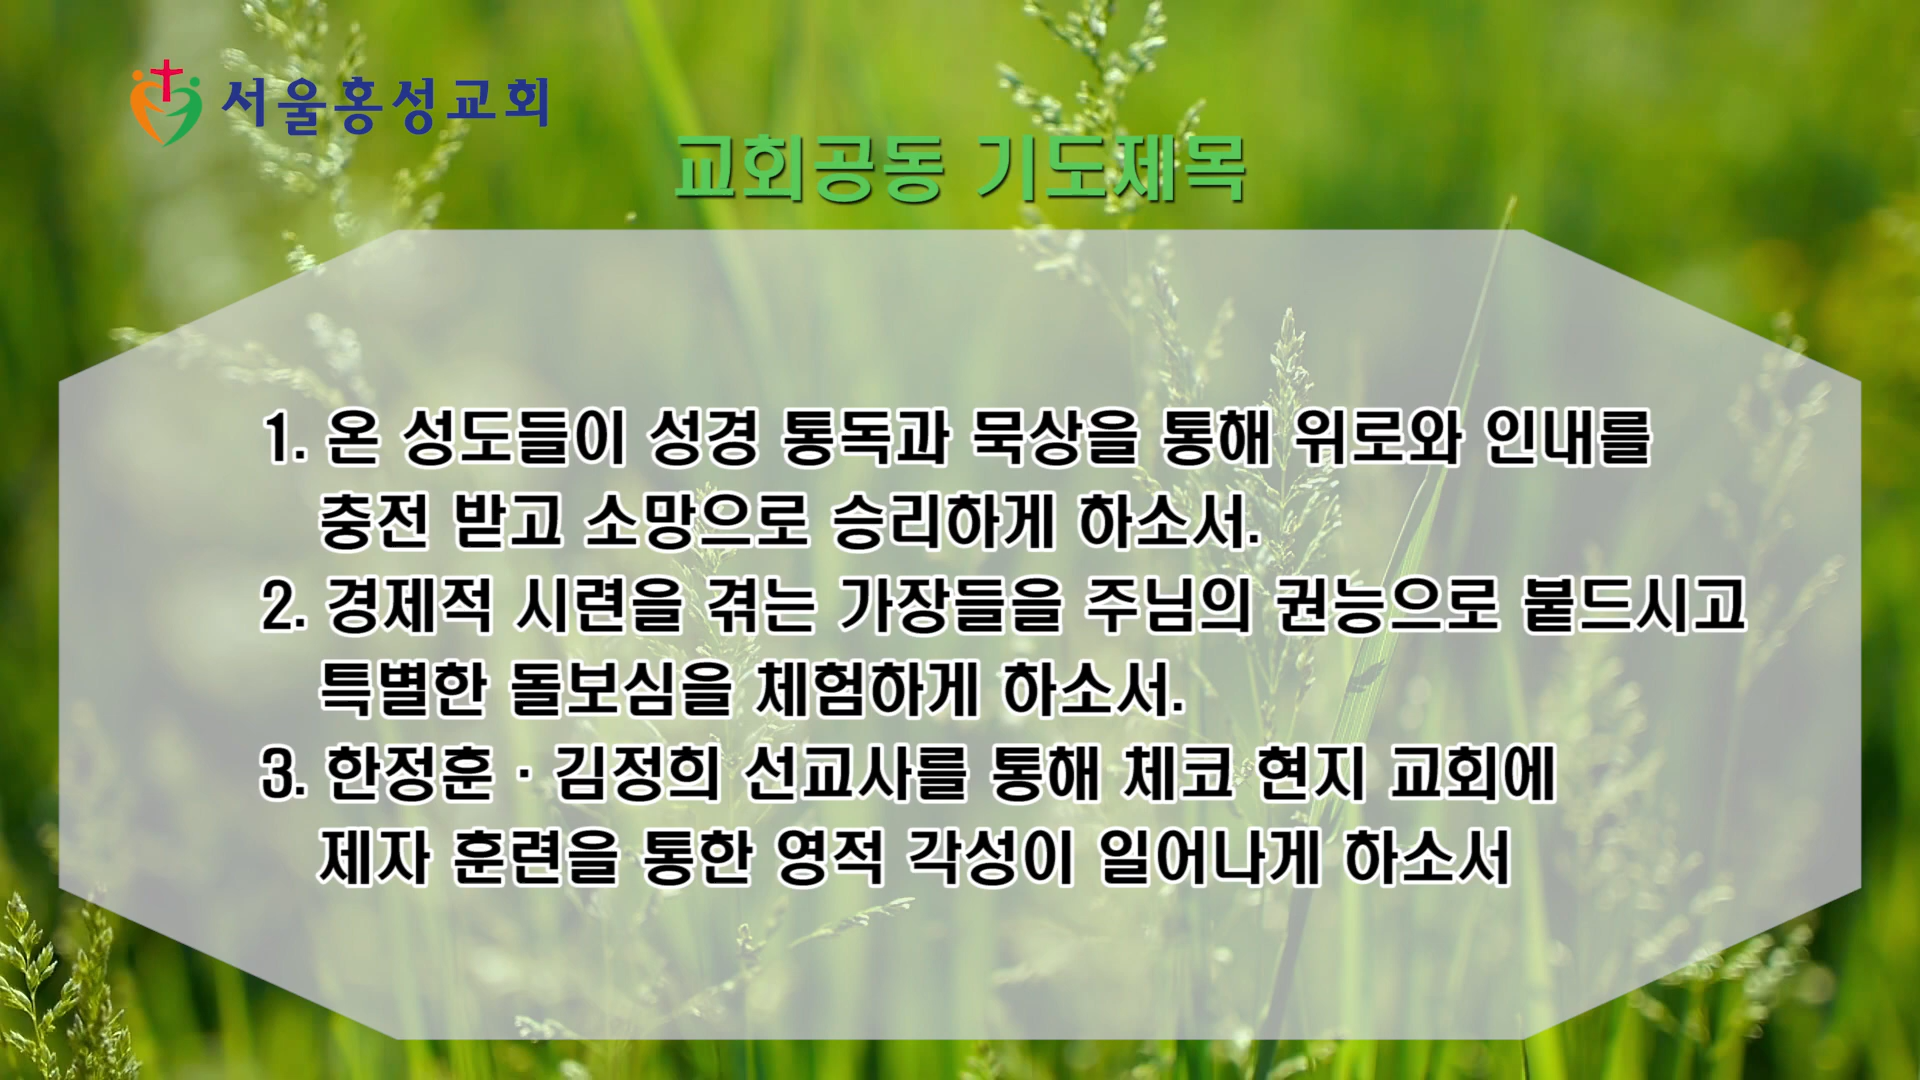 서울홍성교회
교회공동 기도제목
1. 온 성도들이 성경 통독과 묵상을 통해 위로와 인내를
충전 받고 소망으로 승리하게 하소서.
2. 경제적 시련을 겪는 가장들을 주님의 권능으로 붙드시고
특별한 돌보심을 체험하게 하소서.
3. 한정훈 · 김정희 선교사를 통해 체코 현지 교회에
제자 훈련을 통한 영적 각성이 일어나게 하소서